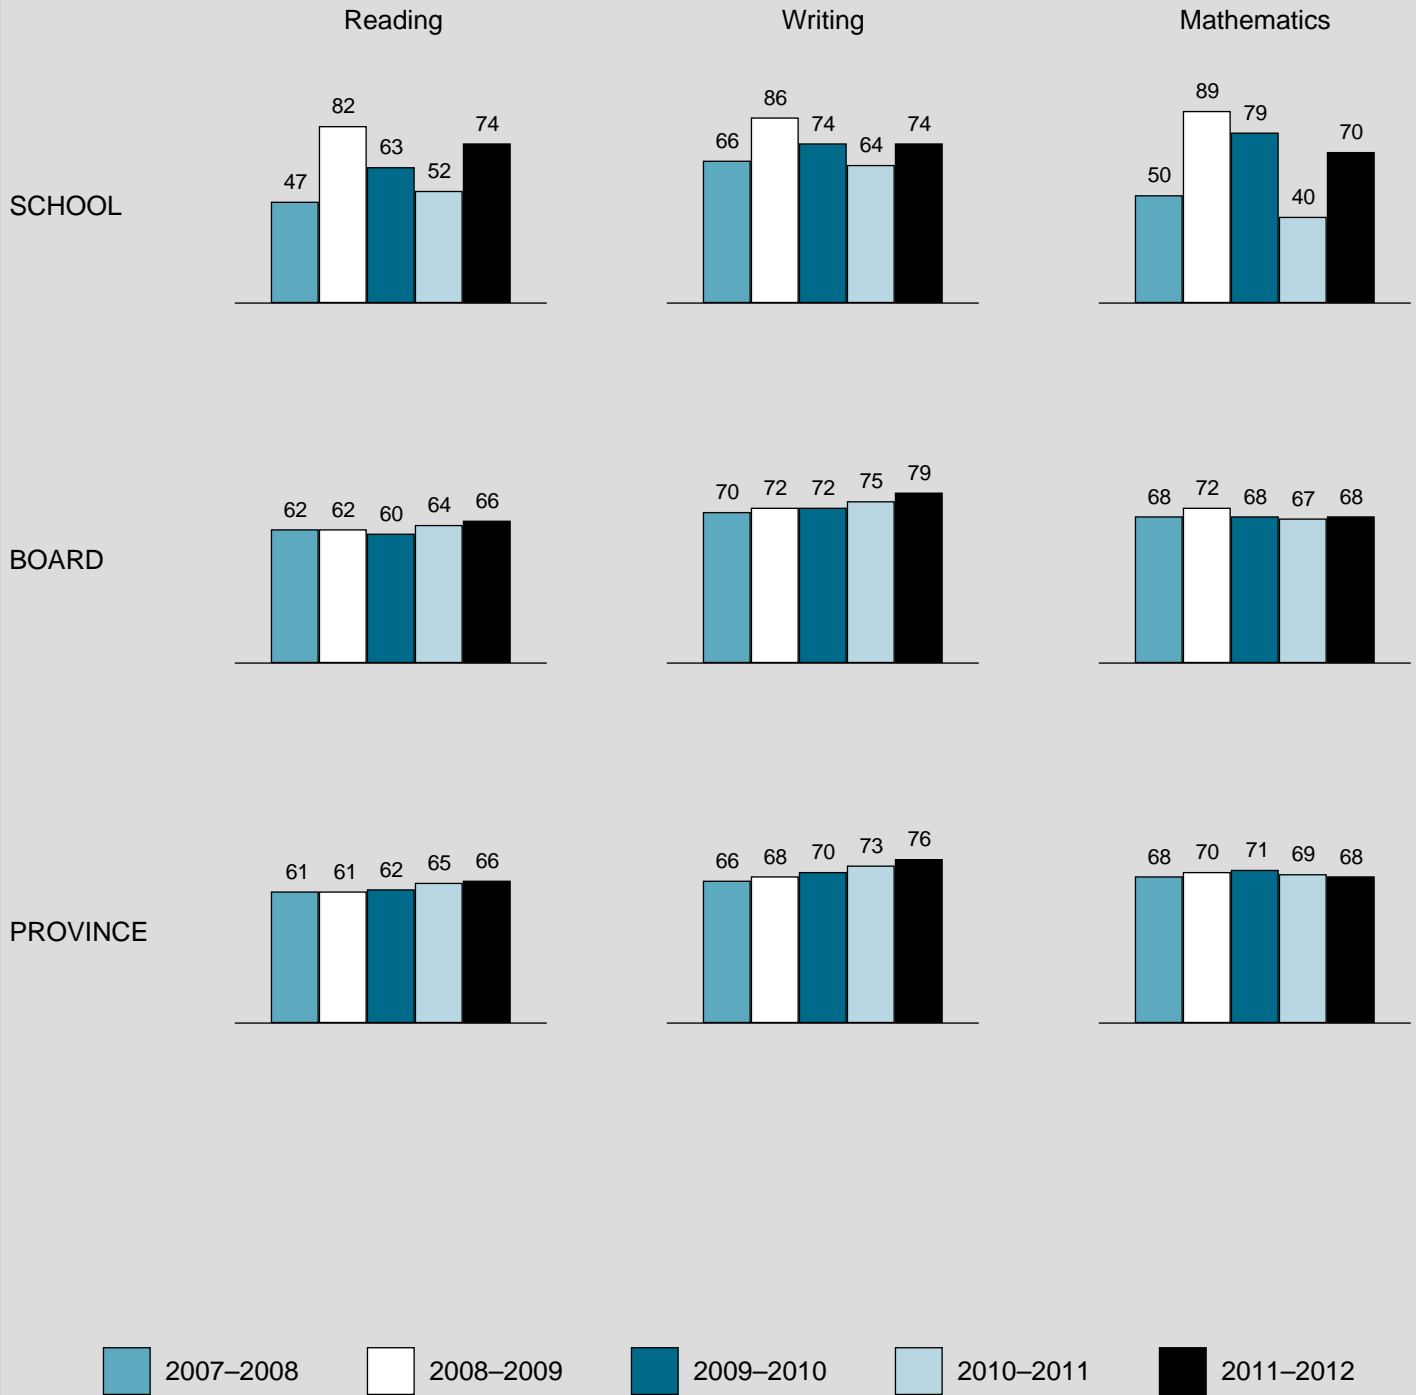 Reading Writing Mathematics
SCHOOL
47 82 63 52 74
66 86 74 64 74
50 89 79 40 70
BOARD
62 62 60 64 66
70 72 72 75 79
68 72 68 67 68
PROVINCE
61 61 62 65 66
66 68 70 73 76
68 70 71 69 68
2007–2008 2008–2009 2009–2010 2010–2011 2011–2012